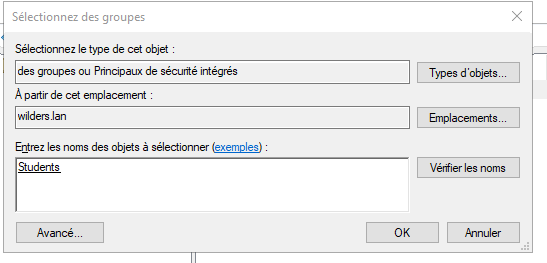 Sélectionnez des groupes
Sélectionnez le type de cet objet :
des groupes ou Principaux de sécurité intégrés
Types d'objets...
À partir de cet emplacement :
wilders.lan
Emplacements...
Entrez les noms des objets à sélectionner (exemples) :
Students
Vérifier les noms
Avancé...
OK
Annuler